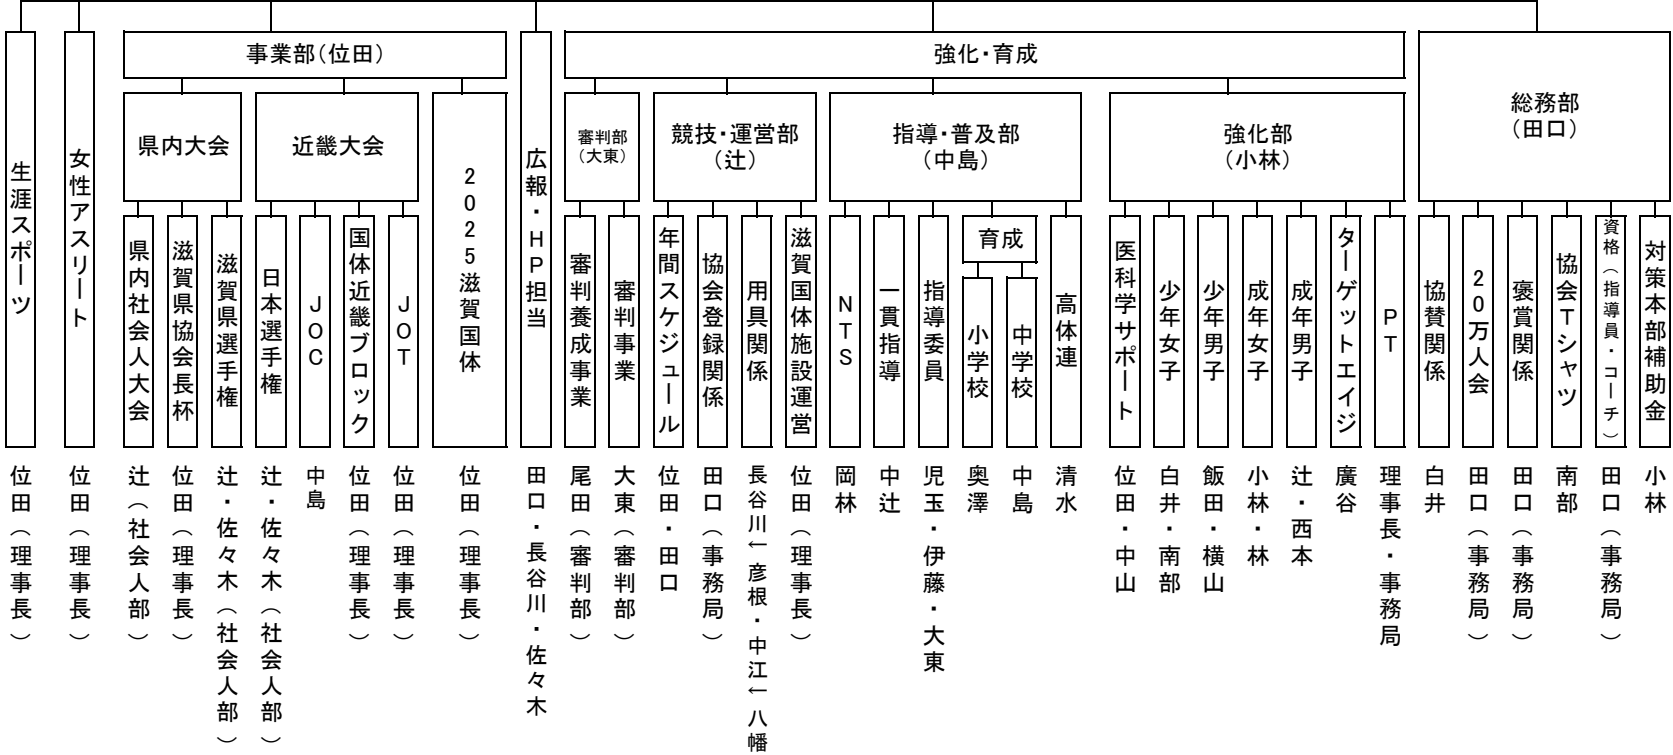 事業部（位田）
強化・育成
総務部
（田口）
県内大会
近畿大会
審判部
（大東）
競技・運営部
（辻）
指導・普及部
（中島）
強化部
（小林）
育成
生涯スポーツ
女性アスリート
県内社会人大会
滋賀県協会長杯
滋賀県選手権
日本選手権
JOC
国体近畿ブロック
JOT
2025滋賀国体
広報・HP担当
審判養成事業
審判事業
年間スケジュール
協会登録関係
用具関係
滋賀国体施設運営
NTS
一貫指導
指導委員
小学校
中学校
高体連
医科学サポート
少年女子
少年男子
成年女子
成年男子
ターゲットエイジ
PT
協賛関係
20万人会
褒賞関係
協会Tシャツ
資格（指導員・コーチ）
対策本部補助金
位田（理事長）
位田（理事長）
辻（社会人部）
位田（理事長）
辻・佐々木（社会人部）
辻・佐々木（社会人部）
中島
位田（理事長）
位田（理事長）
位田（理事長）
田口・長谷川・佐々木
尾田（審判部）
大東（審判部）
位田・田口
田口（事務局）
長谷川←彦根・中江←八幡
位田（理事長）
岡林
中辻
児玉・伊藤・大東
奥澤
中島
清水
位田・中山
白井・南部
飯田・横山
小林・林
辻・西本
廣谷
理事長・事務局
白井
田口（事務局）
田口（事務局）
南部
田口（事務局）
小林